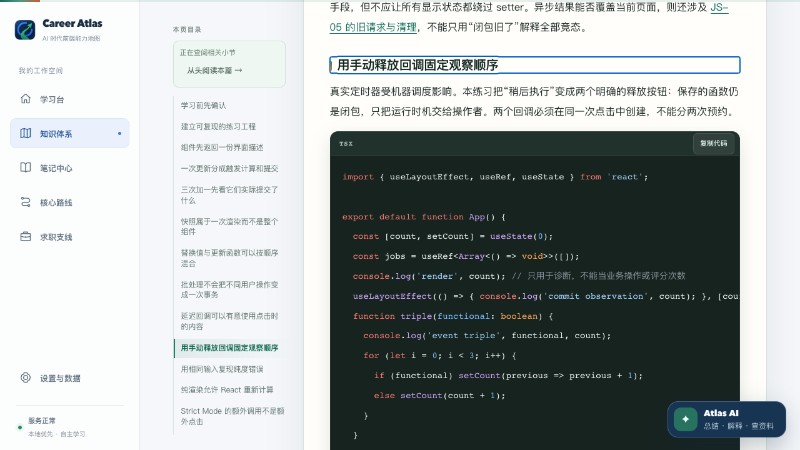 Career Atlas
AI 时代前端能力地图
我的工作空间
学习台
知识体系
笔记中心
核心路线
求职支线
设置与数据
服务正常
本地优先 · 自主学习
本页目录
正在查阅相关小节
从头阅读本篇 →
学习前先确认
建立可复现的练习工程
组件先返回一份界面描述
一次更新分成触发计算和提交
三次加一先看它们实际提交了
什么
快照属于一次渲染而不是整个
组件
替换值与更新函数可以按顺序
混合
批处理不会把不同用户操作变
成一次事务
延迟回调可以有意使用点击时
的内容
用手动释放回调固定观察顺序
用相同输入复现纯度错误
纯渲染允许 React 重新计算
Strict Mode 的额外调用不是额
外点击
手段，但不应让所有显示状态都绕过 setter。异步结果能否覆盖当前页面，则还涉及 JS-
05 的旧请求与清理，不能只用“闭包旧了”解释全部竞态。
用手动释放回调固定观察顺序
真实定时器受机器调度影响。本练习把“稍后执行”变成两个明确的释放按钮：保存的函数仍
是闭包，只把运行时机交给操作者。两个回调必须在同一次点击中创建，不能分两次预约。
TSX
复制代码
import { useLayoutEffect, useRef, useState } from 'react';
export default function App() {
const [count, setCount] = useState(0);
const jobs = useRef<Array<() => void>>([]);
console.log('render', count); // 只用于诊断，不能当业务操作或评分次数
useLayoutEffect(() => { console.log('commit observation', count); }, [cou
function triple(functional: boolean) {
console.log('event triple', functional, count);
for (let i = 0; i < 3; i++) {
if (functional) setCount(previous => previous + 1);
else setCount(count + 1);
}
}
Atlas AI
总结 · 解释 · 查资料